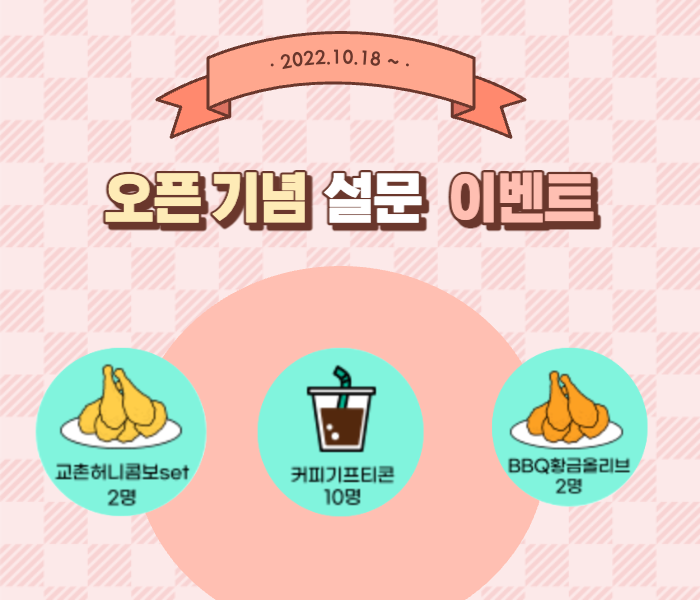 · 2022.10.18 ~ ·
오픈 기념 설문 이벤트
교촌허니콤보set
2명
커피기프티콘
10명
BBQ황금올리브
2명